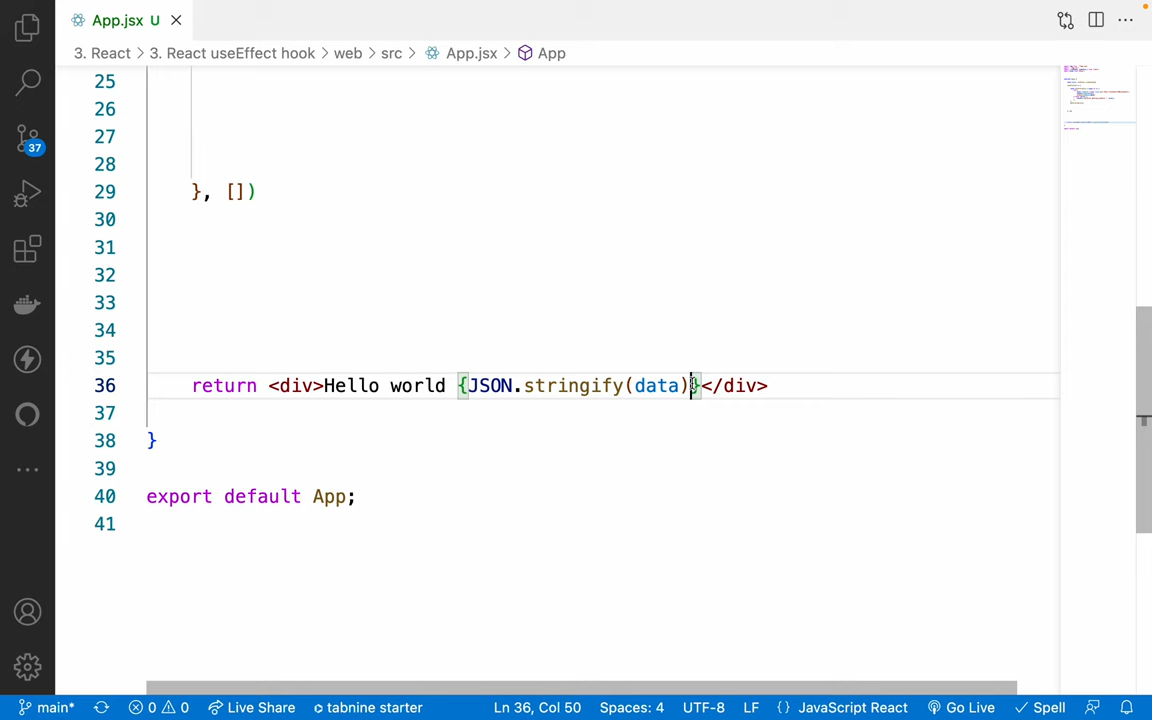 App.jsx U
3. React > 3. React useEffect hook > web > src > App.jsx > App
25
26
27
28
29 }, [])
30
31
32
33
34
35
36 return <div>Hello world {JSON.stringify(data)}</div>
37
38 }
39
40 export default App;
41
37
main* 0 0 Live Share tabnine starter Ln 36, Col 50 Spaces: 4 UTF-8 LF {} JavaScript React Go Live Spell